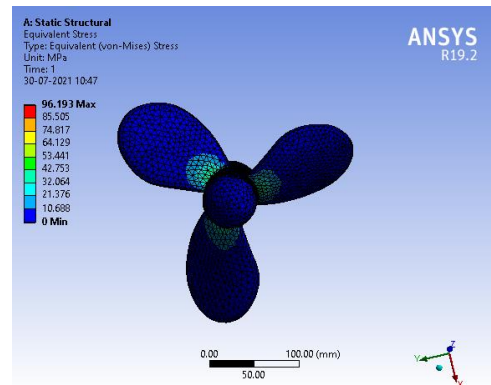 A: Static Structural
Equivalent Stress
Type: Equivalent (von-Mises) Stress
Unit: MPa
Time: 1
30-07-2021 10:47
ANSYS
R19.2
96.193 Max
85.505
74.817
64.129
53.441
42.753
32.064
21.376
10.688
0 Min
0.00 100.00 (mm)
50.00
Z
Y
X